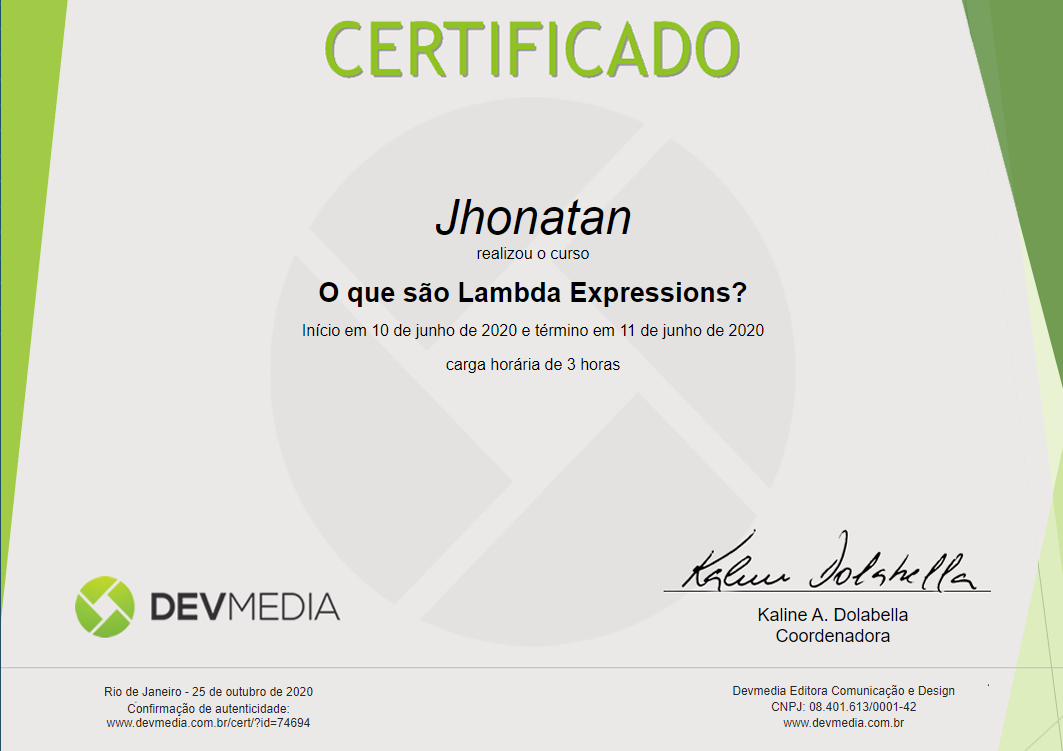 CERTIFICADO
Jhonatan
realizou o curso
O que são Lambda Expressions?
Início em 10 de junho de 2020 e término em 11 de junho de 2020
carga horária de 3 horas
Kaline Dolabella
DEVMEDIA
Kaline A. Dolabella
Coordenadora
Rio de Janeiro - 25 de outubro de 2020
Confirmação de autenticidade:
www.devmedia.com.br/cert/?id=74694
Devmedia Editora Comunicação e Design
CNPJ: 08.401.613/0001-42
www.devmedia.com.br